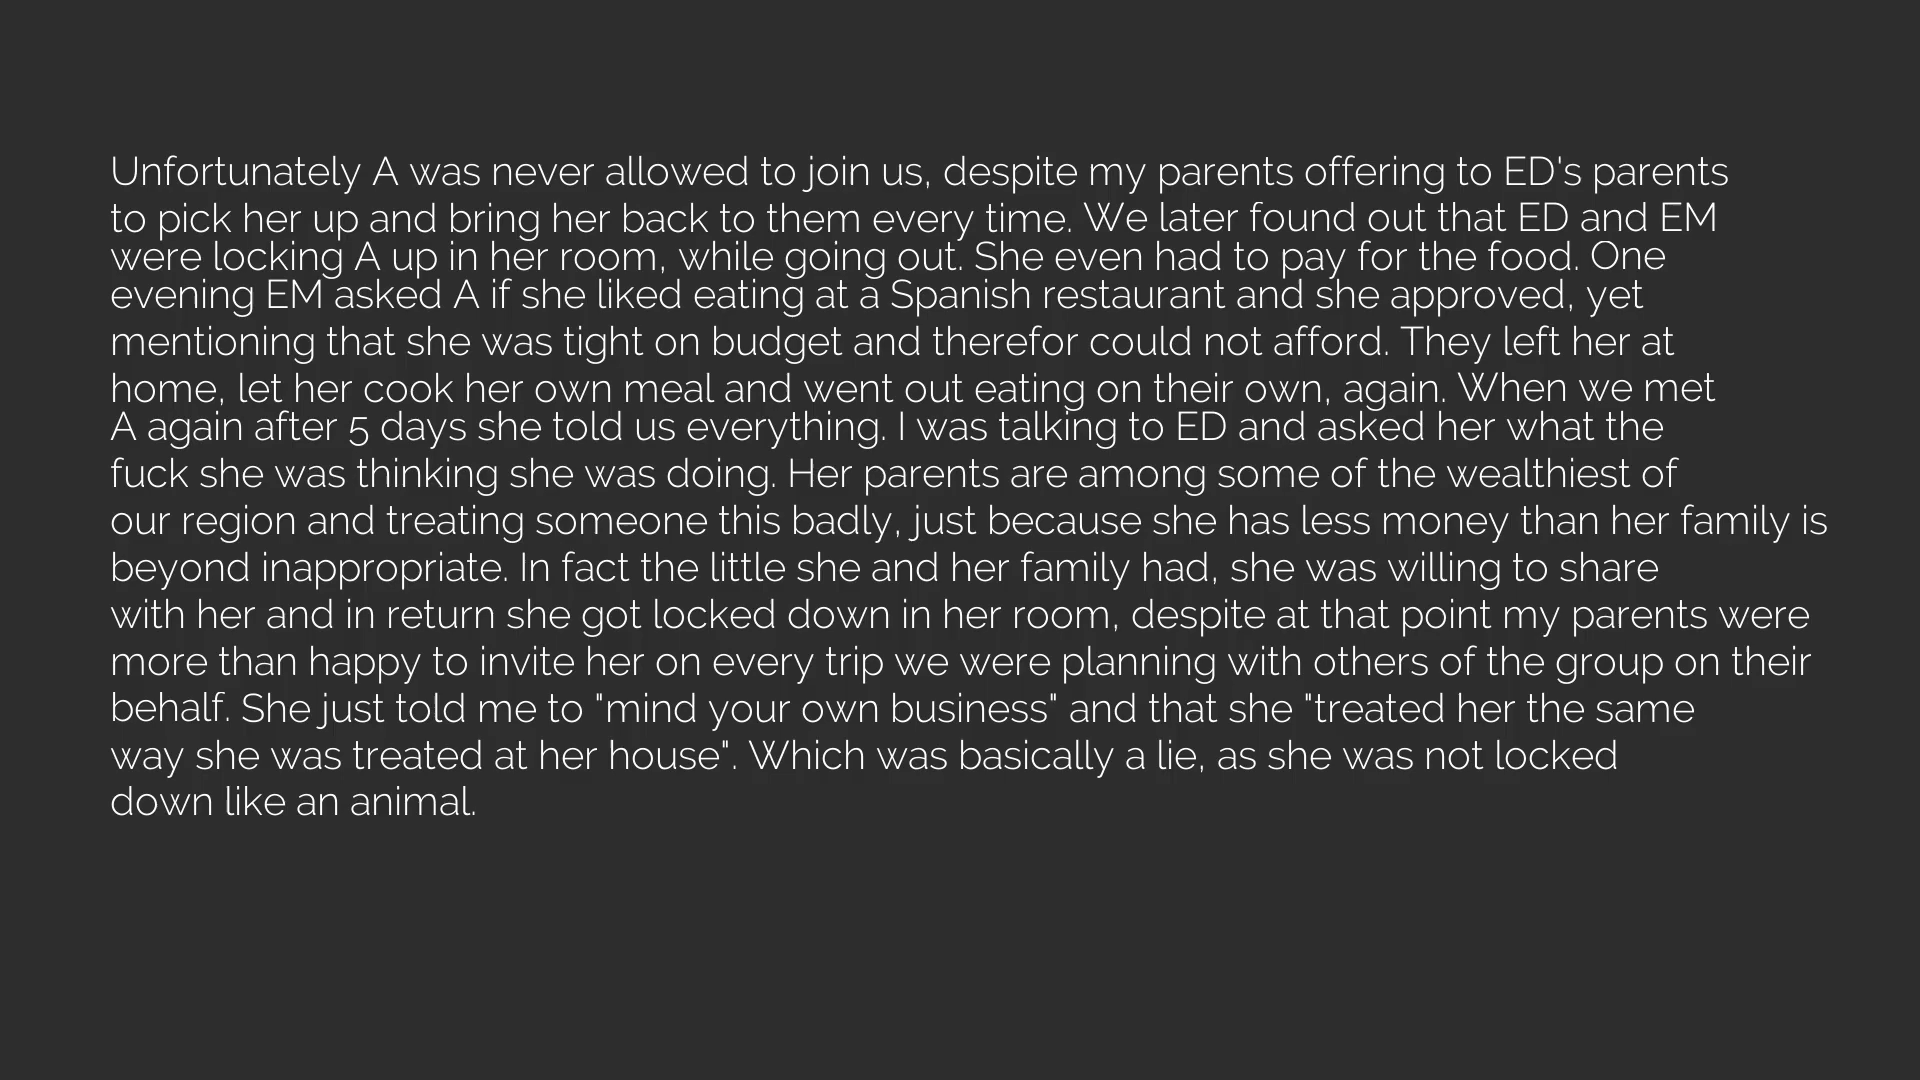 Unfortunately A was never allowed to join us, despite my parents offering to ED's parents
to pick her up and bring her back to them every time. We later found out that ED and EM
were locking A up in her room, while going out. She even had to pay for the food. One
evening EM asked A if she liked eating at a Spanish restaurant and she approved, yet
mentioning that she was tight on budget and therefor could not afford. They left her at
home, let her cook her own meal and went out eating on their own, again. When we met
A again after 5 days she told us everything. I was talking to ED and asked her what the
fuck she was thinking she was doing. Her parents are among some of the wealthiest of
our region and treating someone this badly, just because she has less money than her family is
beyond inappropriate. In fact the little she and her family had, she was willing to share
with her and in return she got locked down in her room, despite at that point my parents were
more than happy to invite her on every trip we were planning with others of the group on their
behalf. She just told me to "mind your own business" and that she "treated her the same
way she was treated at her house". Which was basically a lie, as she was not locked
down like an animal.